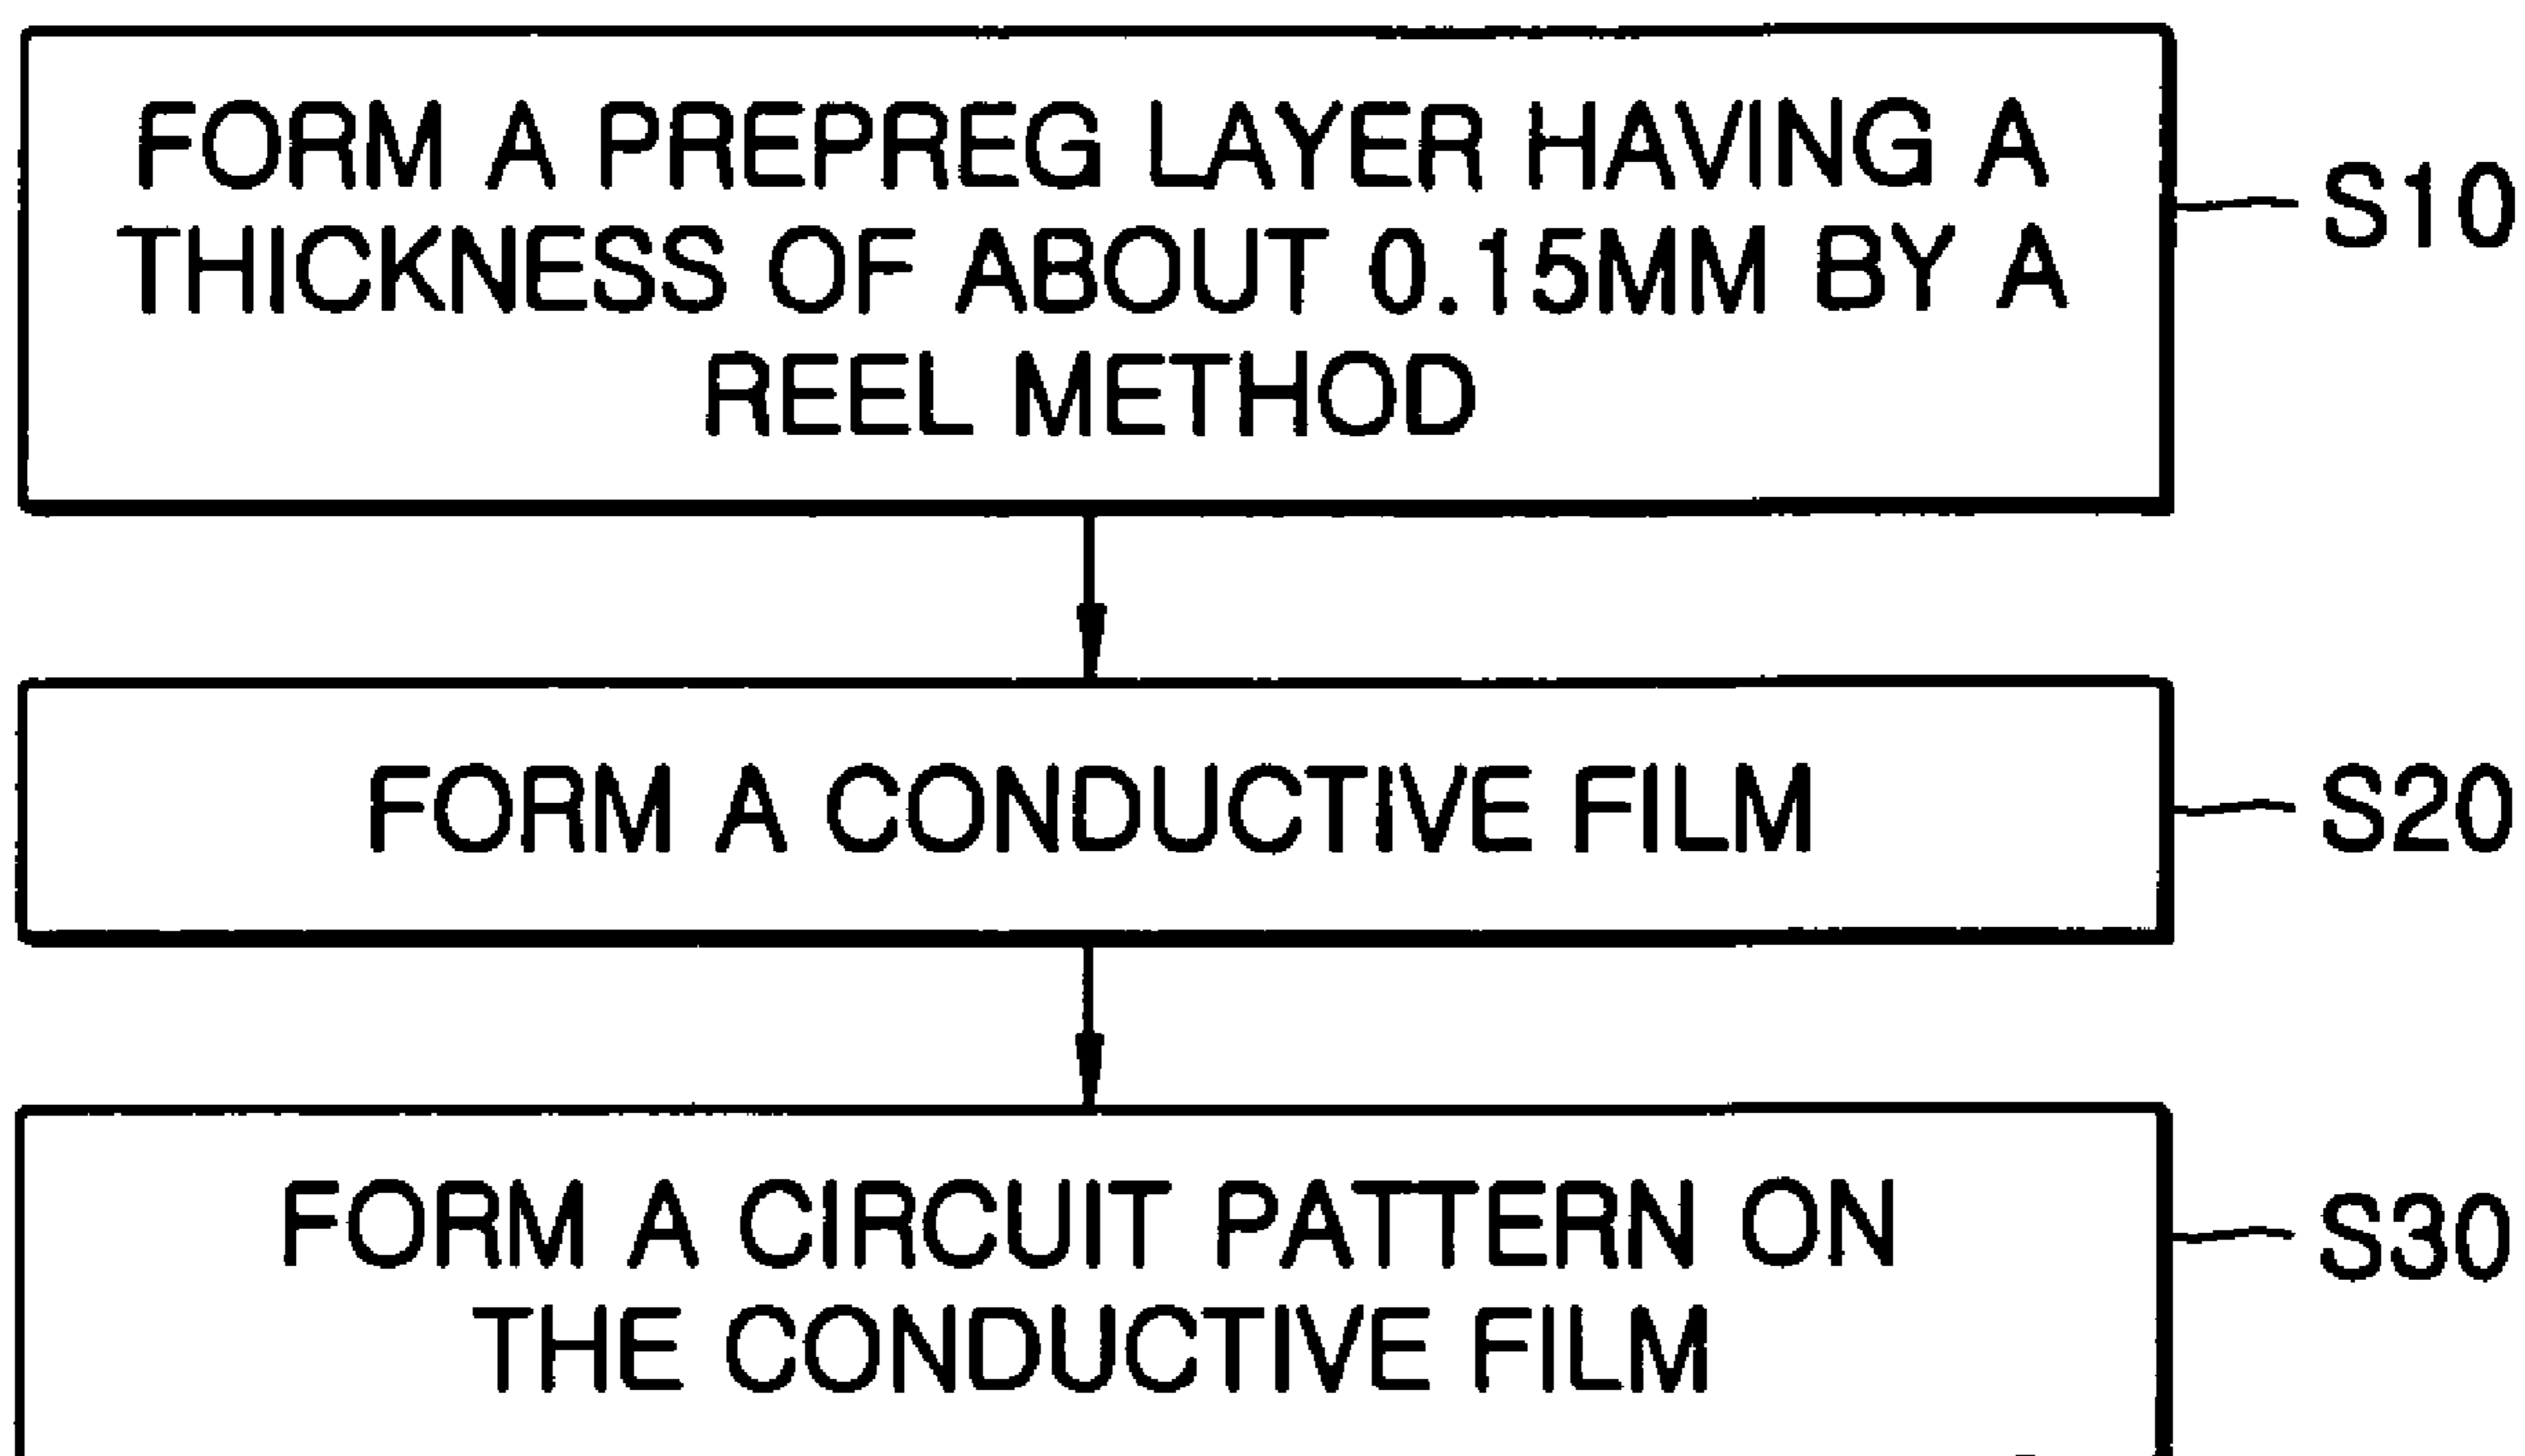 FORM A PREPREG LAYER HAVING A
THICKNESS OF ABOUT 0.15MM BY A
REEL METHOD
S10
FORM A CONDUCTIVE FILM
S20
FORM A CIRCUIT PATTERN ON
THE CONDUCTIVE FILM
S30